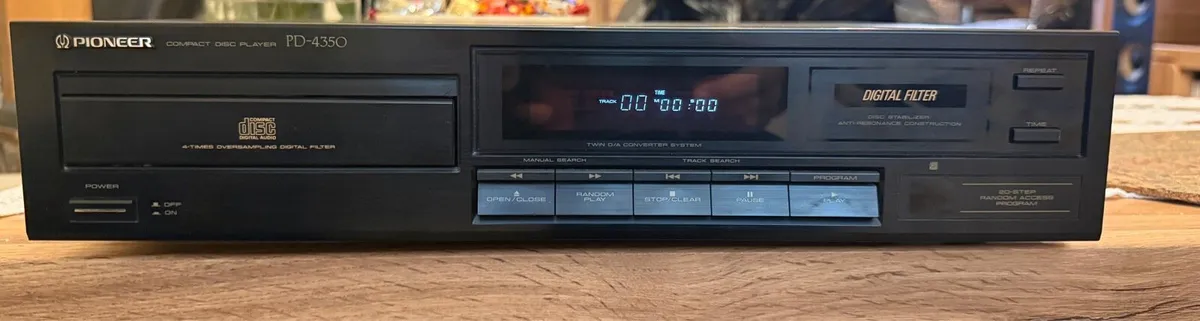 PIONEER COMPACT DISC PLAYER PD-4350
COMPACT
disc
DIGITAL AUDIO
4-TIMES OVERSAMPLING DIGITAL FILTER
POWER
OFF
ON
TIME
TRACK 00 M 00 : S 00
TWIN D/A CONVERTER SYSTEM
DIGITAL FILTER
DISC STABILIZER
ANTI-RESONANCE CONSTRUCTION
REPEAT
TIME
MANUAL SEARCH TRACK SEARCH
PROGRAM
OPEN/CLOSE
RANDOM
PLAY
STOP/CLEAR
PAUSE
PLAY
20-STEP
RANDOM ACCESS
PROGRAM